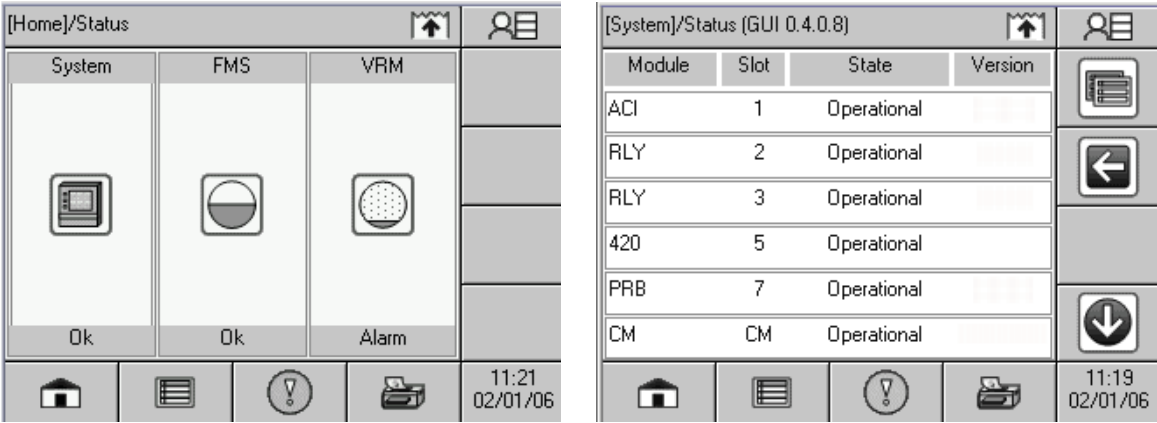 [Home]/Status
System FMS VRM
Ok Ok Alarm
11:21
02/01/06
[System]/Status (GUI 0.4.0.8)
Module Slot State Version
ACI 1 Operational
RLY 2 Operational
RLY 3 Operational
420 5 Operational
PRB 7 Operational
CM CM Operational
11:19
02/01/06